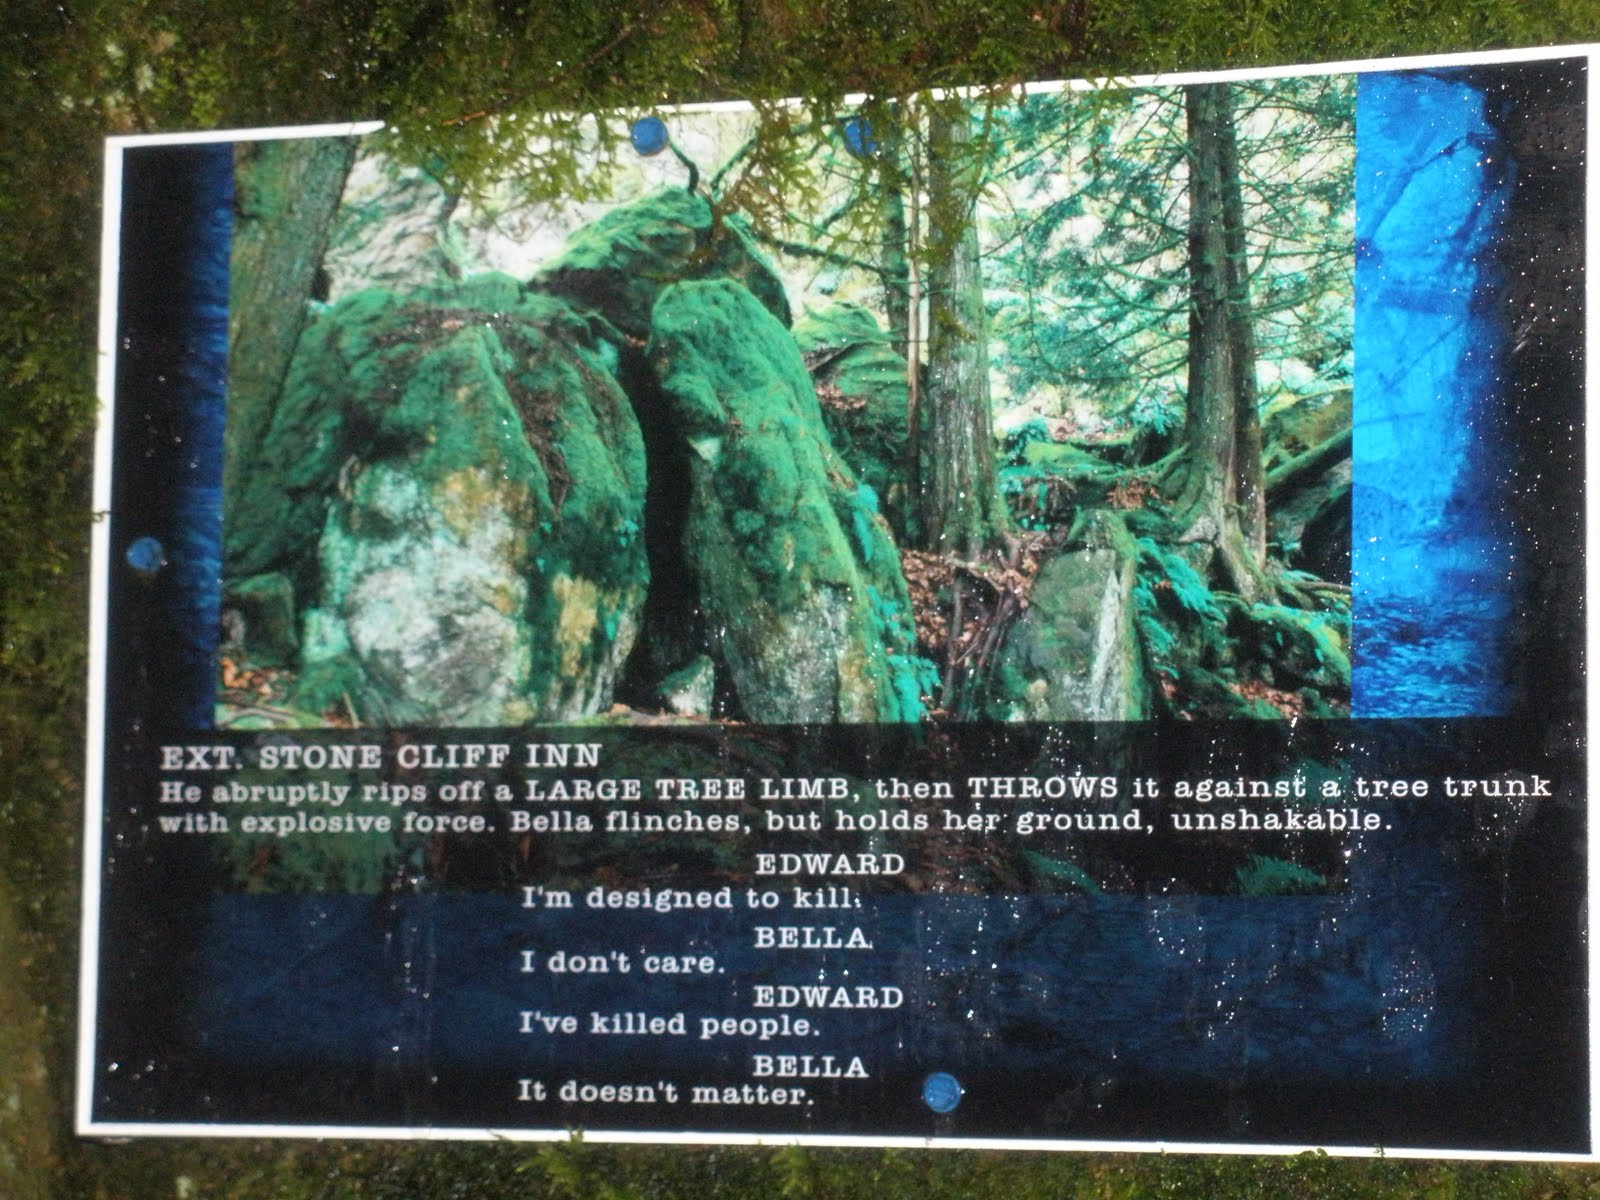 EXT. STONE CLIFF INN
He abruptly rips off a LARGE TREE LIMB, then THROWS it against a tree trunk
with explosive force. Bella flinches, but holds her ground, unshakable.
EDWARD
I'm designed to kill.
BELLA
I don't care.
EDWARD
I've killed people.
BELLA
It doesn't matter.